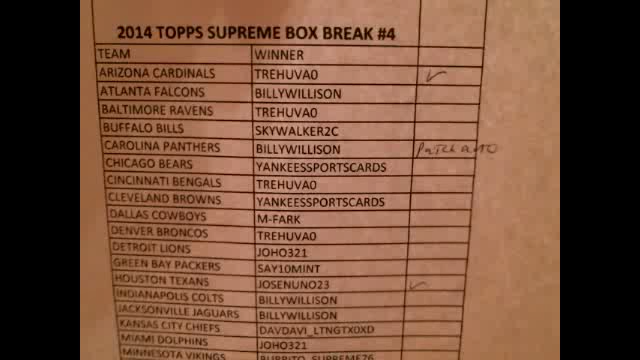 2014 TOPPS SUPREME BOX BREAK #4
TEAM WINNER
ARIZONA CARDINALS TREHUVA0 ✓
ATLANTA FALCONS BILLYWILLISON
BALTIMORE RAVENS TREHUVA0
BUFFALO BILLS SKYWALKER2C
CAROLINA PANTHERS BILLYWILLISON Patch auto
CHICAGO BEARS YANKEESSPORTSCARDS
CINCINNATI BENGALS TREHUVA0
CLEVELAND BROWNS YANKEESSPORTSCARDS
DALLAS COWBOYS M-FARK
DENVER BRONCOS TREHUVA0
DETROIT LIONS JOHO321
GREEN BAY PACKERS SAY10MINT
HOUSTON TEXANS JOSENUNO23 ✓
INDIANAPOLIS COLTS BILLYWILLISON
JACKSONVILLE JAGUARS BILLYWILLISON
KANSAS CITY CHIEFS DAVDAVI_LTNGTX0XD
MIAMI DOLPHINS JOHO321
MINNESOTA VIKINGS BURRITO_SUPREME76